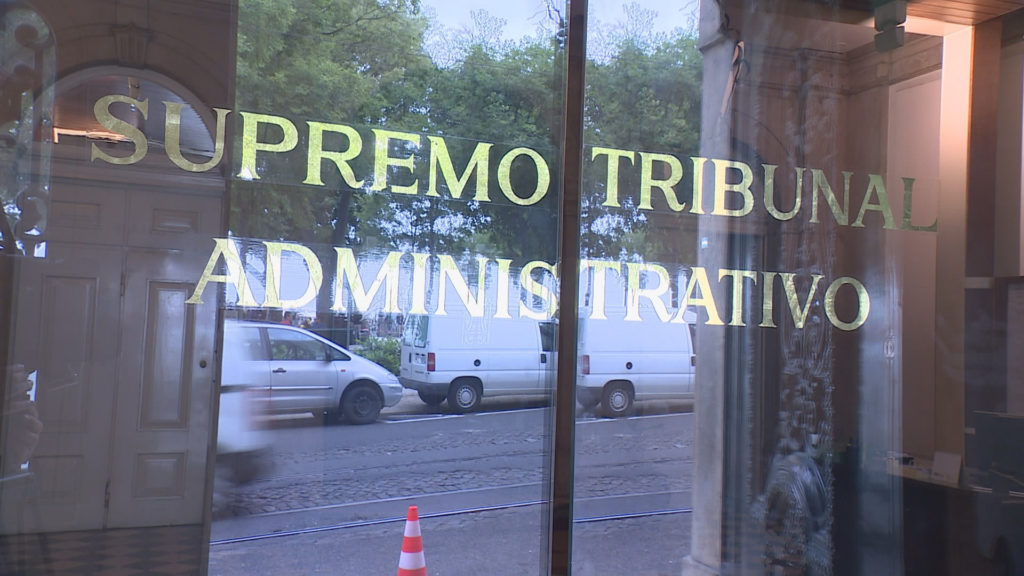 SUPREMO TRIBUNAL
ADMINISTRATIVO